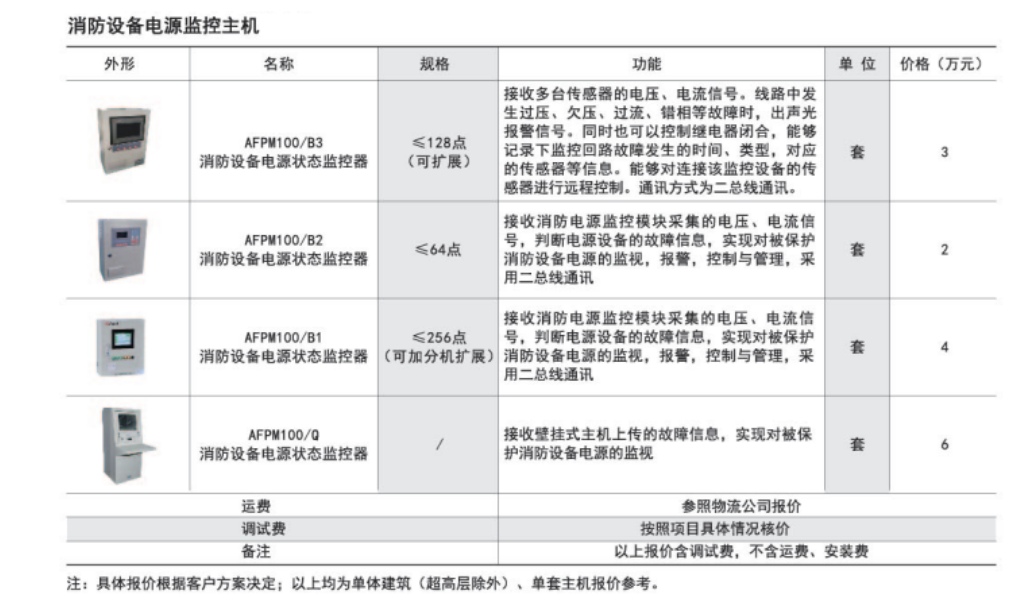 消防设备电源监控主机
外形 名称 规格 功能 单 位 价格（万元）
AFPM100/B3
消防设备电源状态监控器
≤128点
（可扩展）
接收多台传感器的电压、电流信号。线路中发
生过压、欠压、过流、错相等故障时，出声光
报警信号。同时也可以控制继电器闭合，能够
记录下监控回路故障发生的时间、类型，对应
的传感器等信息。能够对连接该监控设备的传
感器进行远程控制。通讯方式为二总线通讯。
套
3
AFPM100/B2
消防设备电源状态监控器
≤64点
接收消防电源监控模块采集的电压、电流信
号，判断电源设备的故障信息，实现对被保护
消防设备电源的监视，报警，控制与管理，采
用二总线通讯
套
2
AFPM100/B1
消防设备电源状态监控器
≤256点
（可加分机扩展）
接收消防电源监控模块采集的电压、电流信
号，判断电源设备的故障信息，实现对被保护
消防设备电源的监视，报警，控制与管理，采
用二总线通讯
套
4
AFPM100/Q
消防设备电源状态监控器
/
接收壁挂式主机上传的故障信息，实现对被保
护消防设备电源的监视
套
6
运费 参照物流公司报价
调试费 按照项目具体情况核价
备注 以上报价含调试费，不含运费、安装费
注：具体报价根据客户方案决定；以上均为单体建筑（超高层除外）、单套主机报价参考。